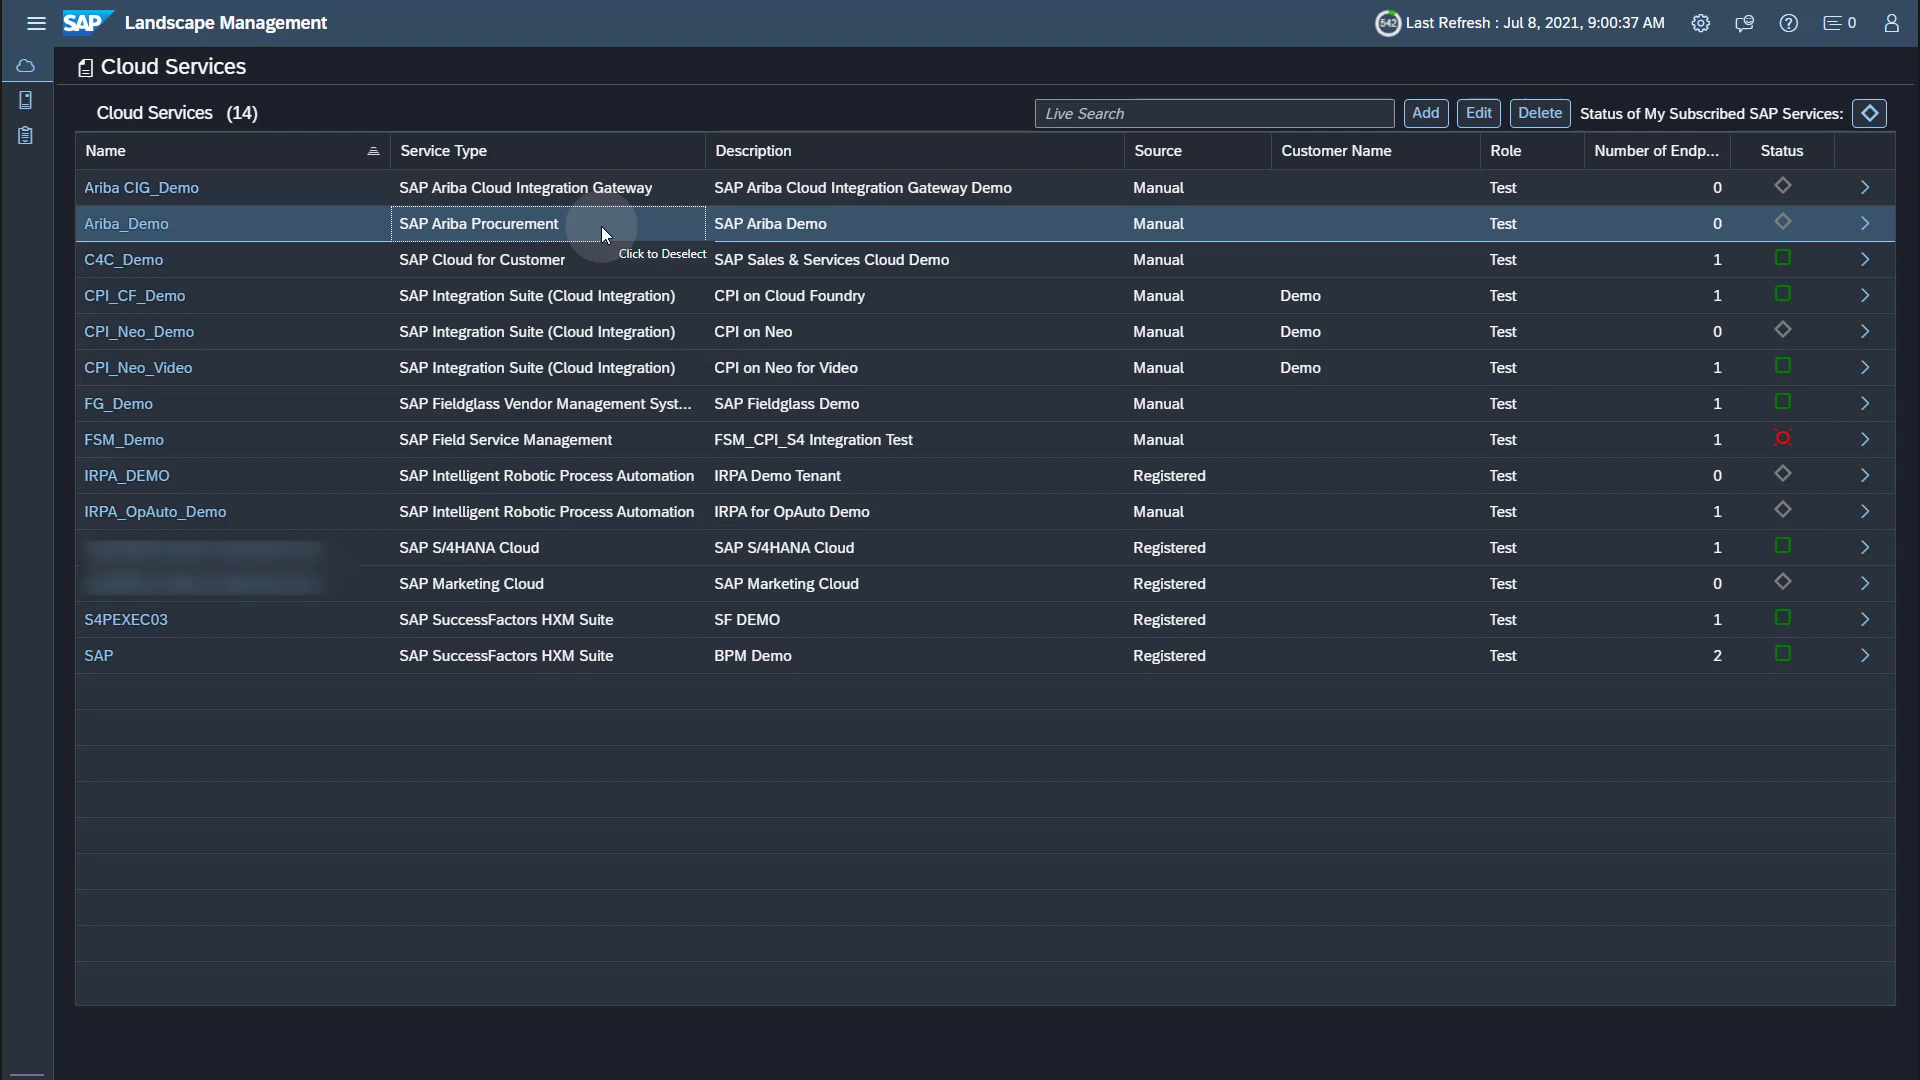 SAP Landscape Management 542 Last Refresh : Jul 8, 2021, 9:00:37 AM 0
Cloud Services
Cloud Services (14) Live Search Add Edit Delete Status of My Subscribed SAP Services:
Name Service Type Description Source Customer Name Role Number of Endp... Status
Ariba CIG_Demo SAP Ariba Cloud Integration Gateway SAP Ariba Cloud Integration Gateway Demo Manual Test 0
Ariba_Demo SAP Ariba Procurement SAP Ariba Demo Manual Test 0
Click to Deselect
C4C_Demo SAP Cloud for Customer SAP Sales & Services Cloud Demo Manual Test 1
CPI_CF_Demo SAP Integration Suite (Cloud Integration) CPI on Cloud Foundry Manual Demo Test 1
CPI_Neo_Demo SAP Integration Suite (Cloud Integration) CPI on Neo Manual Demo Test 0
CPI_Neo_Video SAP Integration Suite (Cloud Integration) CPI on Neo for Video Manual Demo Test 1
FG_Demo SAP Fieldglass Vendor Management Syst... SAP Fieldglass Demo Manual Test 1
FSM_Demo SAP Field Service Management FSM_CPI_S4 Integration Test Manual Test 1
IRPA_DEMO SAP Intelligent Robotic Process Automation IRPA Demo Tenant Registered Test 0
IRPA_OpAuto_Demo SAP Intelligent Robotic Process Automation IRPA for OpAuto Demo Manual Test 1
SAP S/4HANA Cloud SAP S/4HANA Cloud Registered Test 1
SAP Marketing Cloud SAP Marketing Cloud Registered Test 0
S4PEXEC03 SAP SuccessFactors HXM Suite SF DEMO Registered Test 1
SAP SAP SuccessFactors HXM Suite BPM Demo Registered Test 2